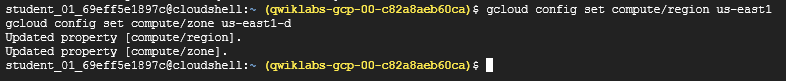 student_01_69eff5e1897c@cloudshell:~ (qwiklabs-gcp-00-c82a8aeb60ca)$ gcloud config set compute/region us-east1
gcloud config set compute/zone us-east1-d
Updated property [compute/region].
Updated property [compute/zone].
student_01_69eff5e1897c@cloudshell:~ (qwiklabs-gcp-00-c82a8aeb60ca)$